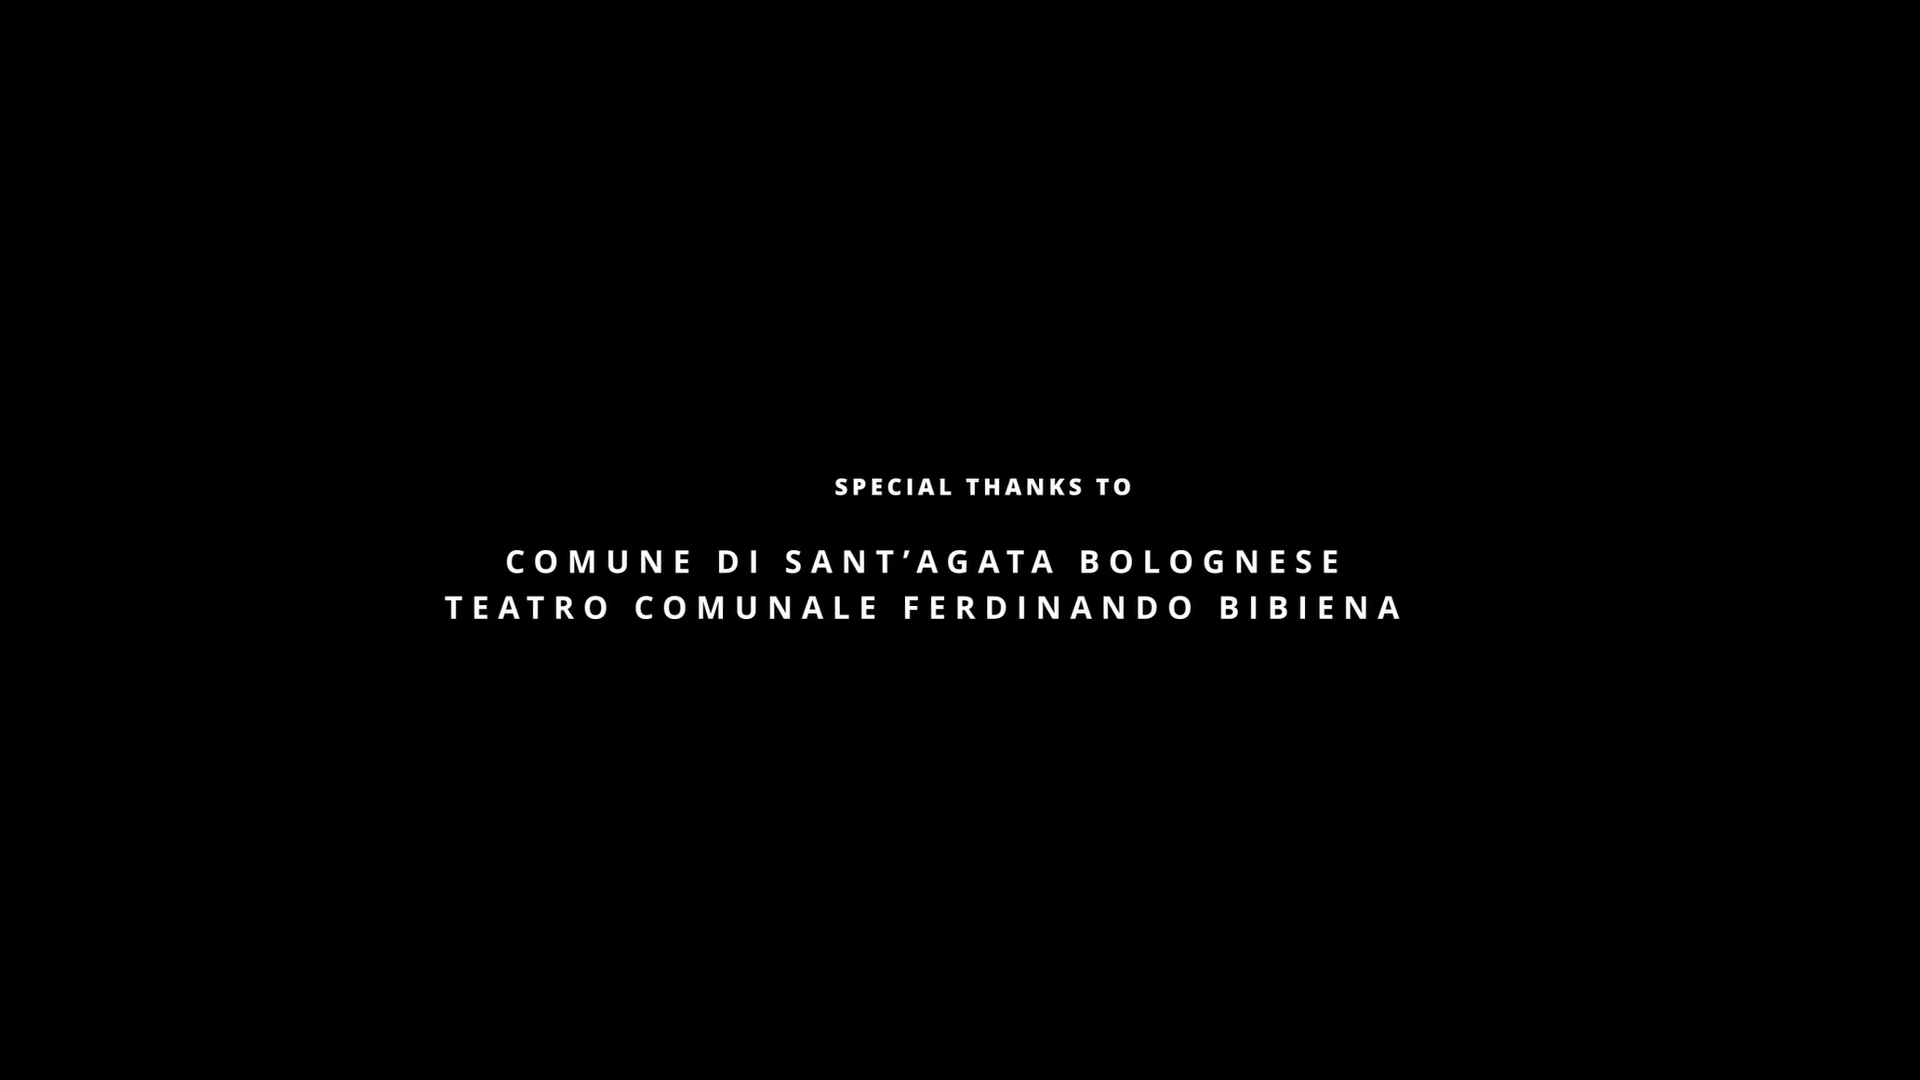 SPECIAL THANKS TO
COMUNE DI SANT’AGATA BOLOGNESE
TEATRO COMUNALE FERDINANDO BIBIENA